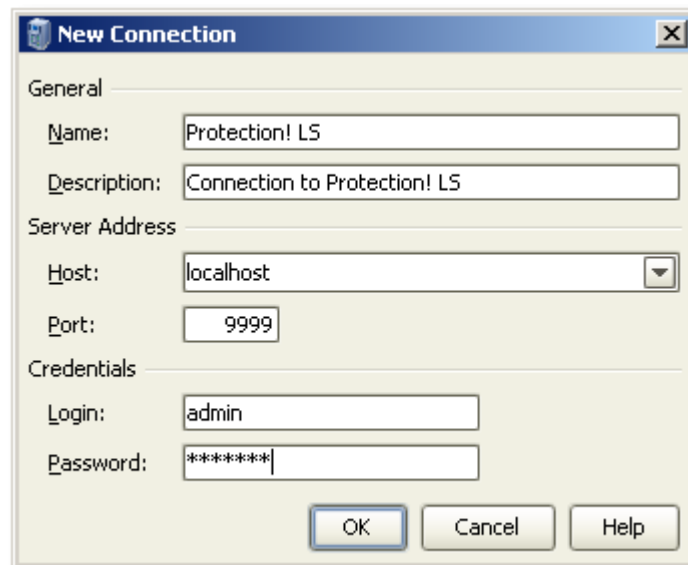 New Connection
General
Name: Protection! LS
Description: Connection to Protection! LS
Server Address
Host: localhost
Port: 9999
Credentials
Login: admin
Password: *******
OK Cancel Help